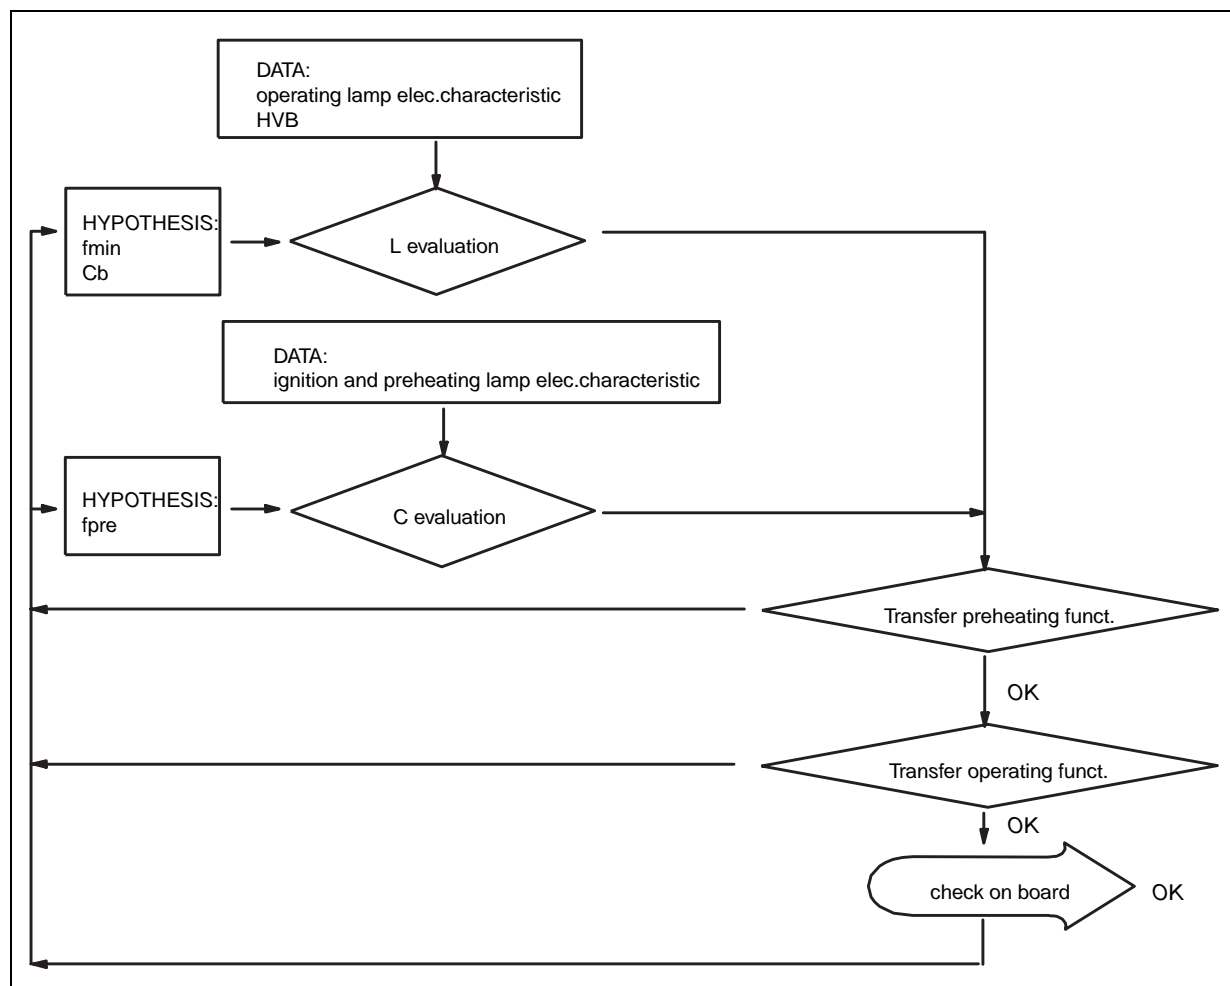 DATA:
operating lamp elec.characteristic
HVB
HYPOTHESIS:
fmin
Cb
L evaluation
DATA:
ignition and preheating lamp elec.characteristic
HYPOTHESIS:
fpre
C evaluation
Transfer preheating funct.
OK
Transfer operating funct.
OK
check on board
OK